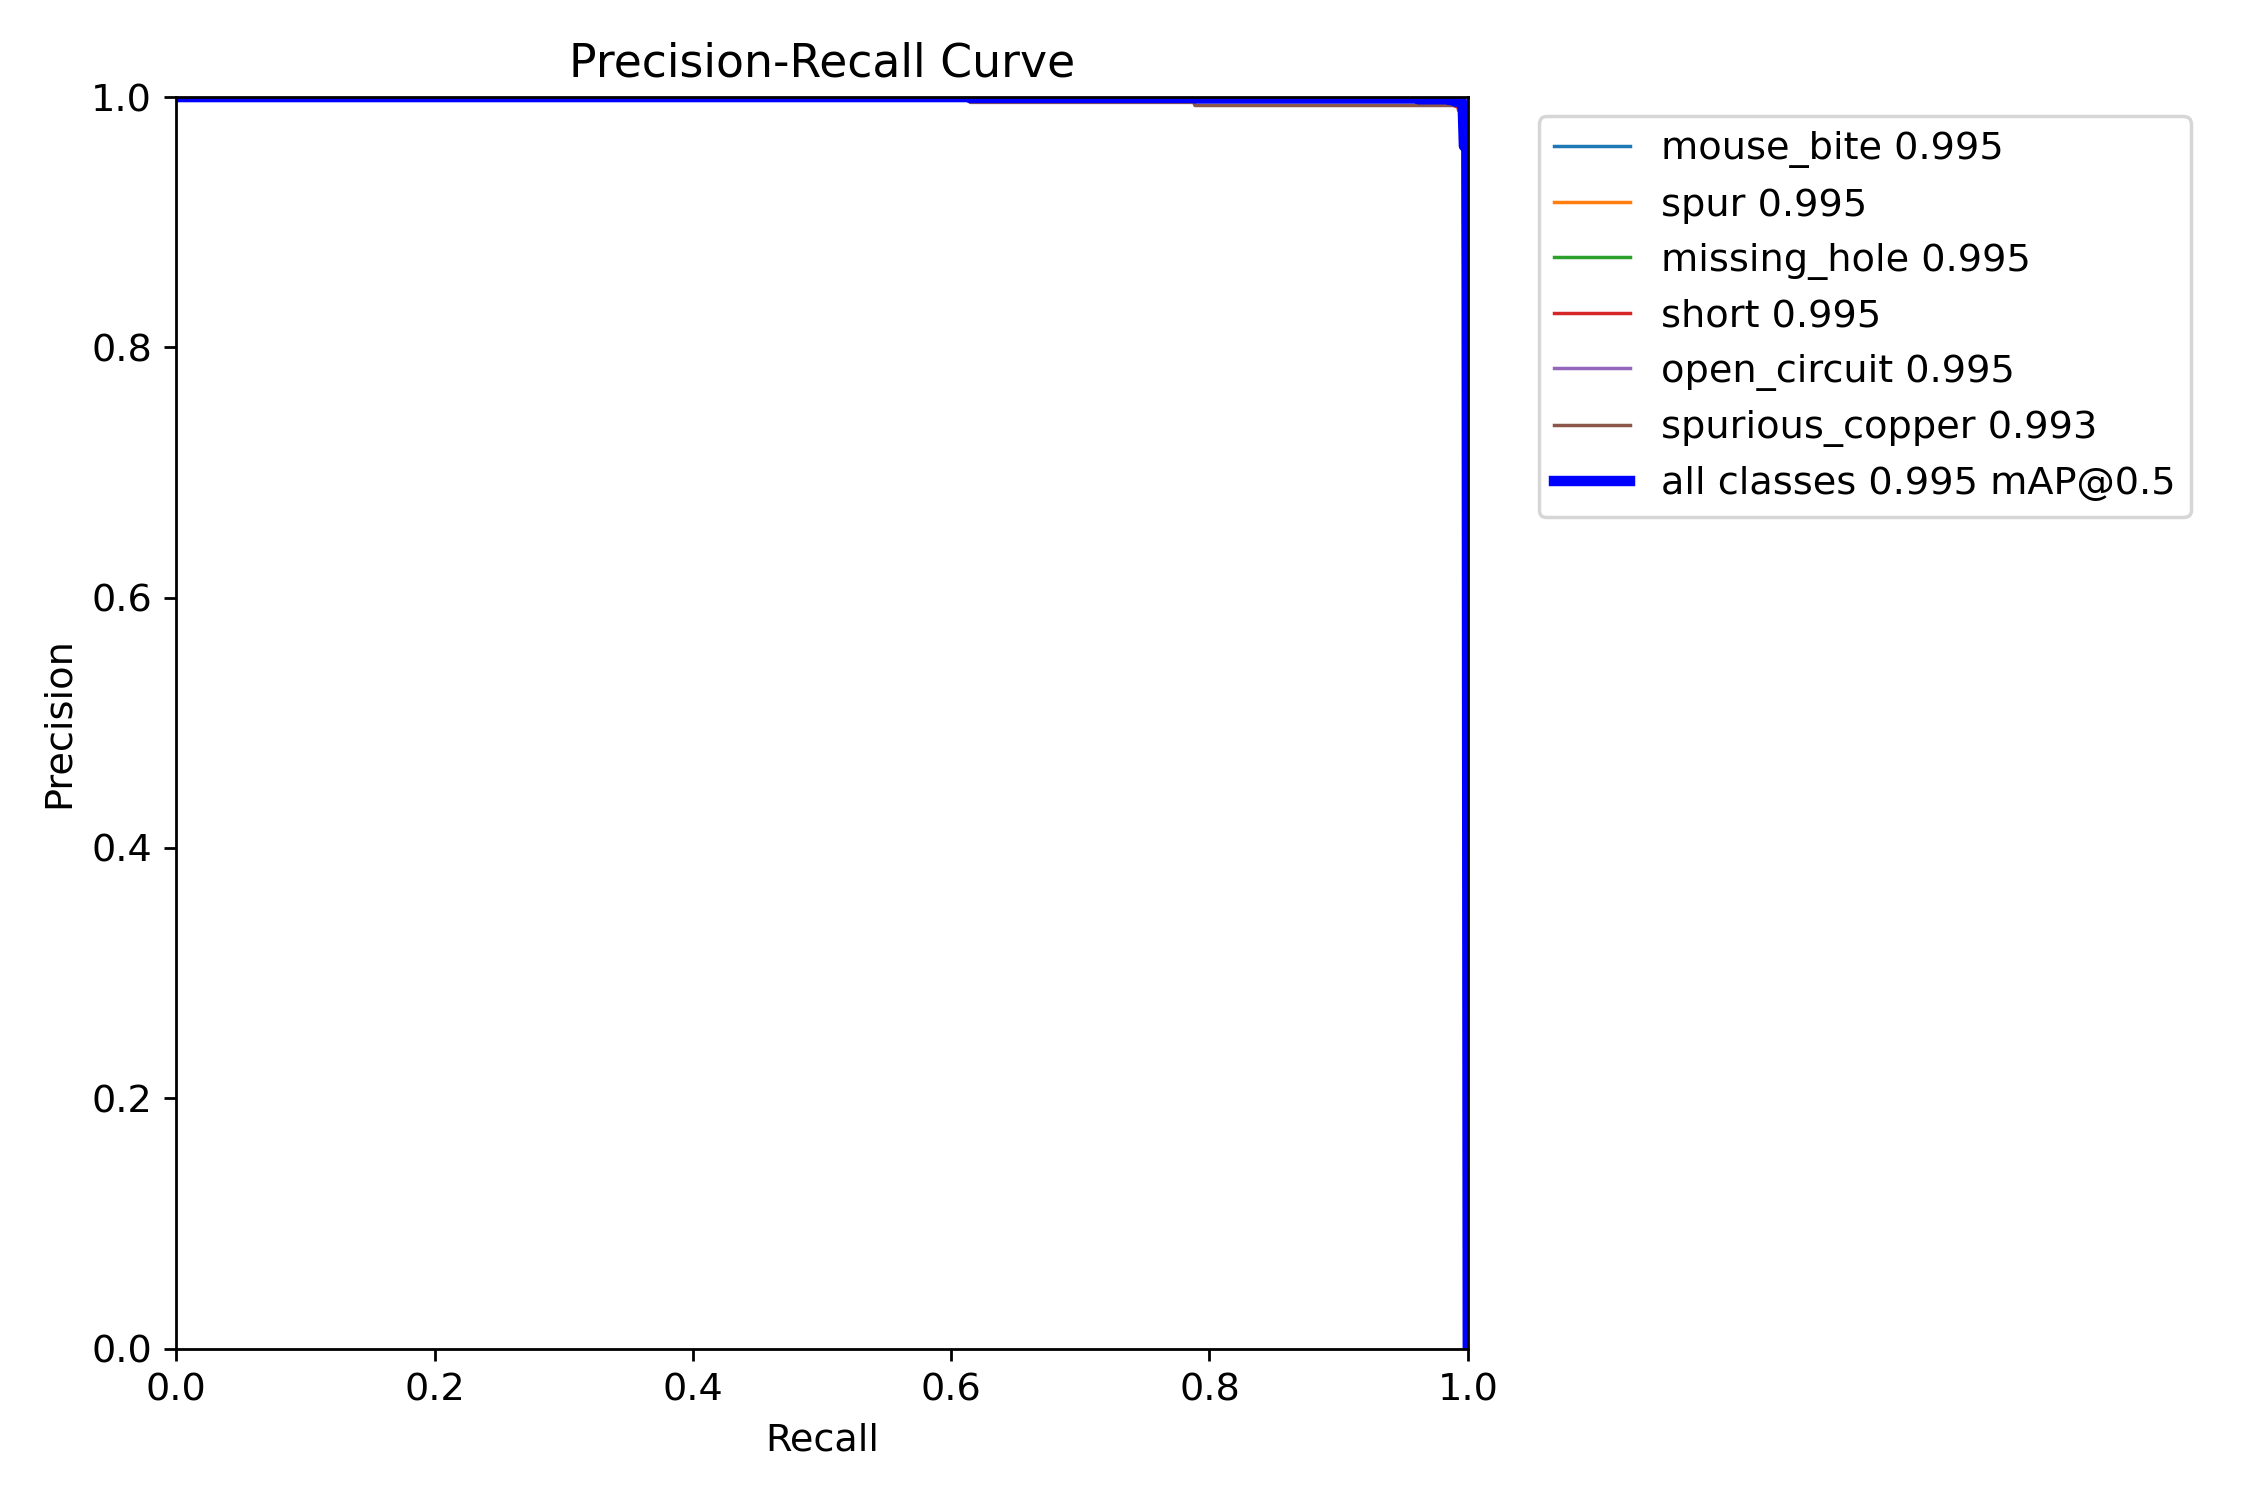 Precision-Recall Curve
1.0
0.8
0.6
0.4
0.2
0.0
Precision
0.0 0.2 0.4 0.6 0.8 1.0
Recall
mouse_bite 0.995
spur 0.995
missing_hole 0.995
short 0.995
open_circuit 0.995
spurious_copper 0.993
all classes 0.995 mAP@0.5